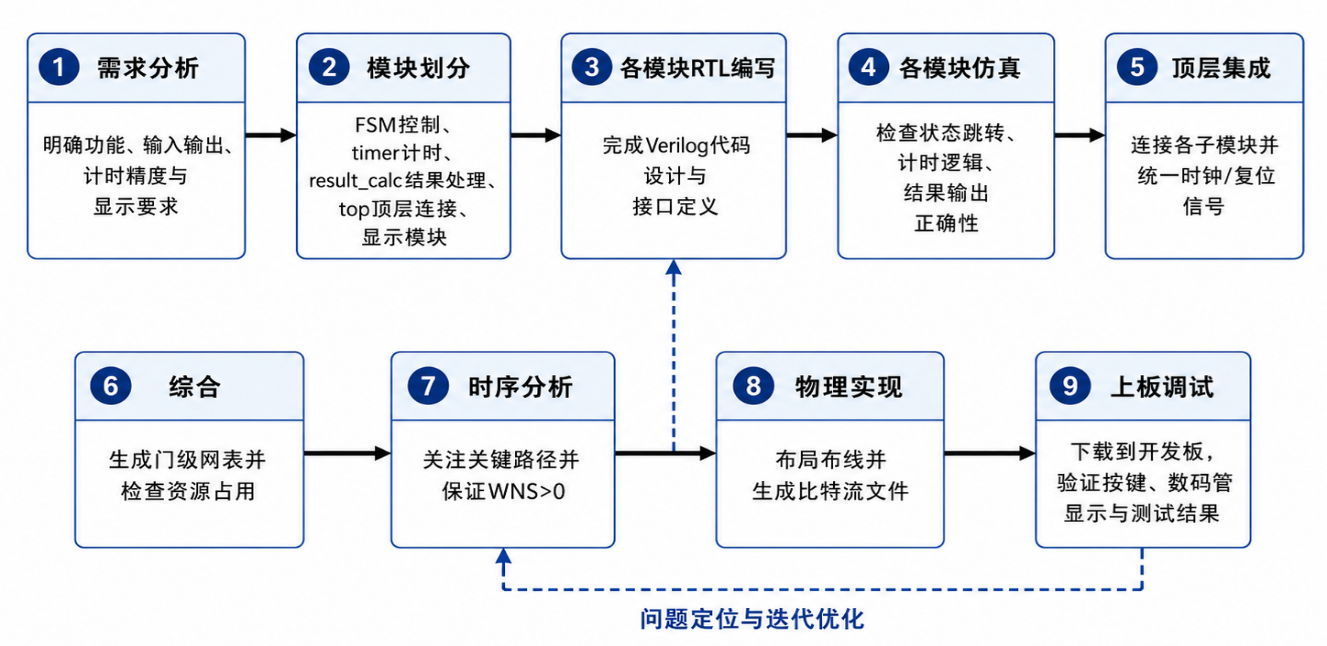 1 需求分析
明确功能、输入输出、
计时精度与
显示要求
2 模块划分
FSM控制、
timer计时、
result_calc结果处理、
top顶层连接、
显示模块
3 各模块RTL编写
完成Verilog代码
设计与
接口定义
4 各模块仿真
检查状态跳转、
计时逻辑、
结果输出
正确性
5 顶层集成
连接各子模块并
统一时钟/复位
信号
6 综合
生成门级网表并
检查资源占用
7 时序分析
关注关键路径并
保证WNS>0
8 物理实现
布局布线并
生成比特流文件
9 上板调试
下载到开发板，
验证按键、数码管
显示与测试结果
问题定位与迭代优化